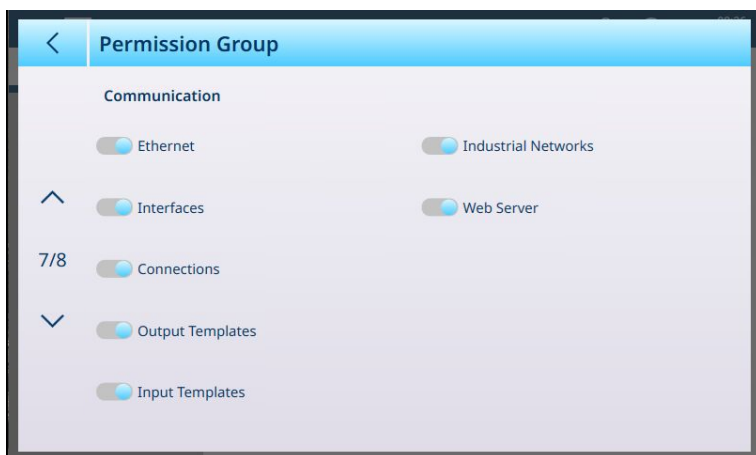 Permission Group
Communication
Ethernet
Industrial Networks
Interfaces
Web Server
7/8
Connections
Output Templates
Input Templates